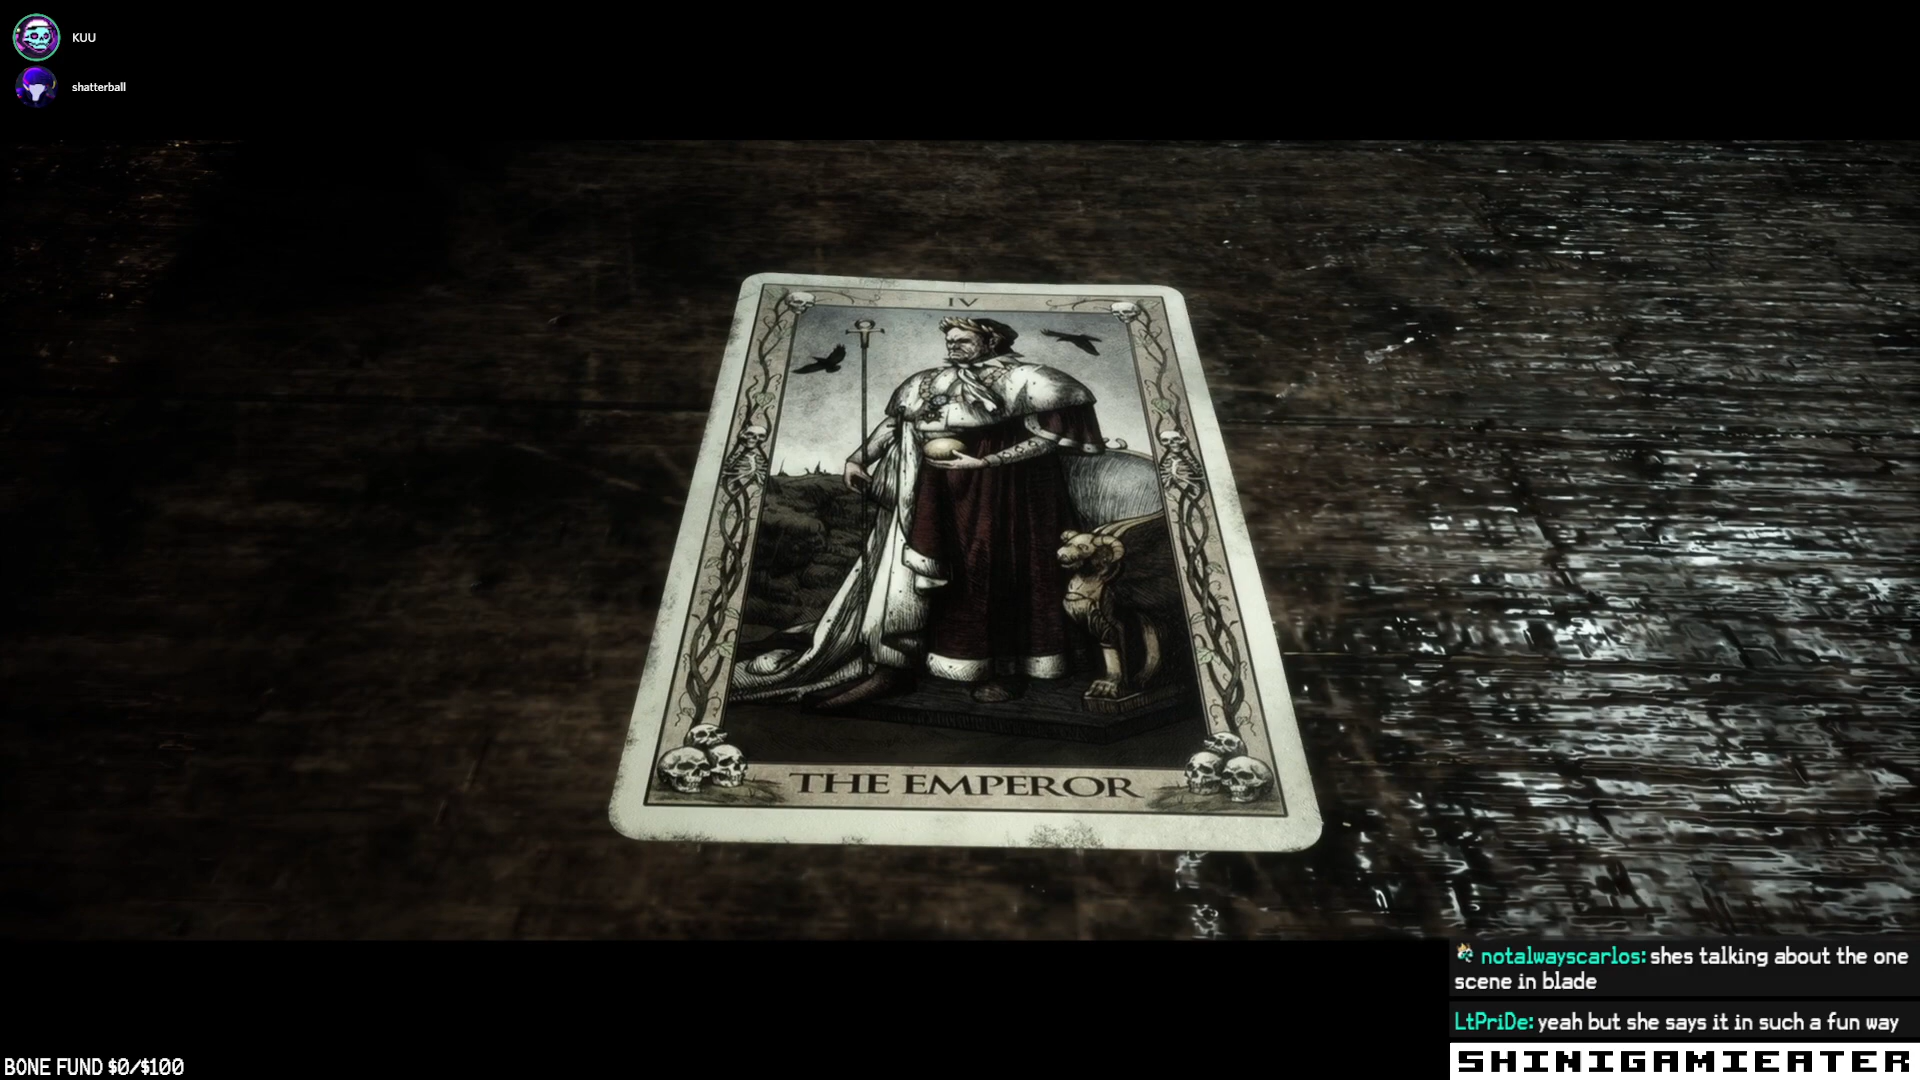 KUU
shatterball
IV
THE EMPEROR
notalwayscarlos: shes talking about the one
scene in blade
LtPriDe: yeah but she says it in such a fun way
BONE FUND $0/$100
SHINIGAMIEATER